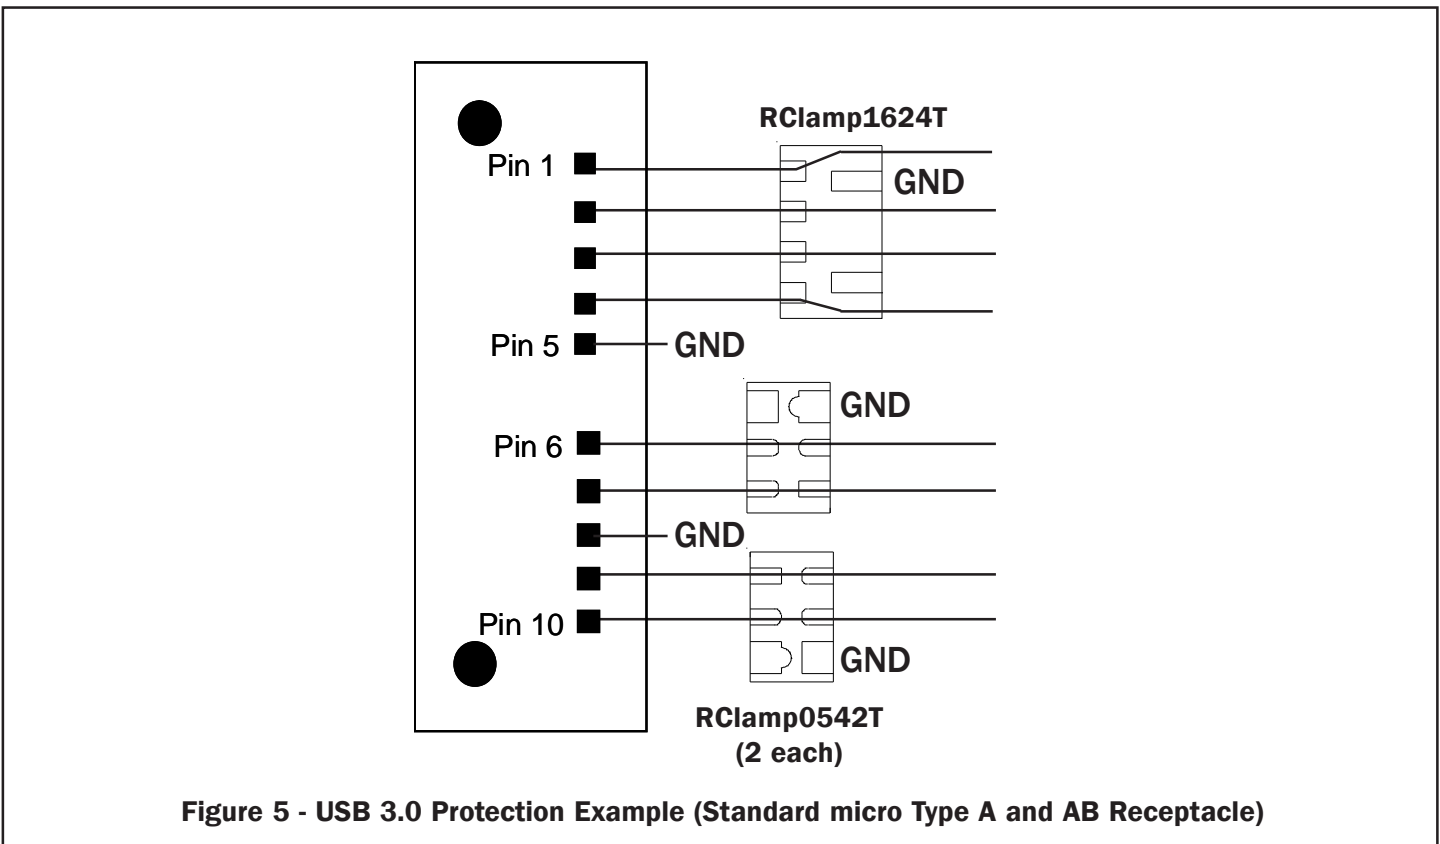 RClamp1624T
Pin 1
GND
Pin 5
GND
GND
Pin 6
GND
Pin 10
GND
RClamp0542T
(2 each)
Figure 5 - USB 3.0 Protection Example (Standard micro Type A and AB Receptacle)